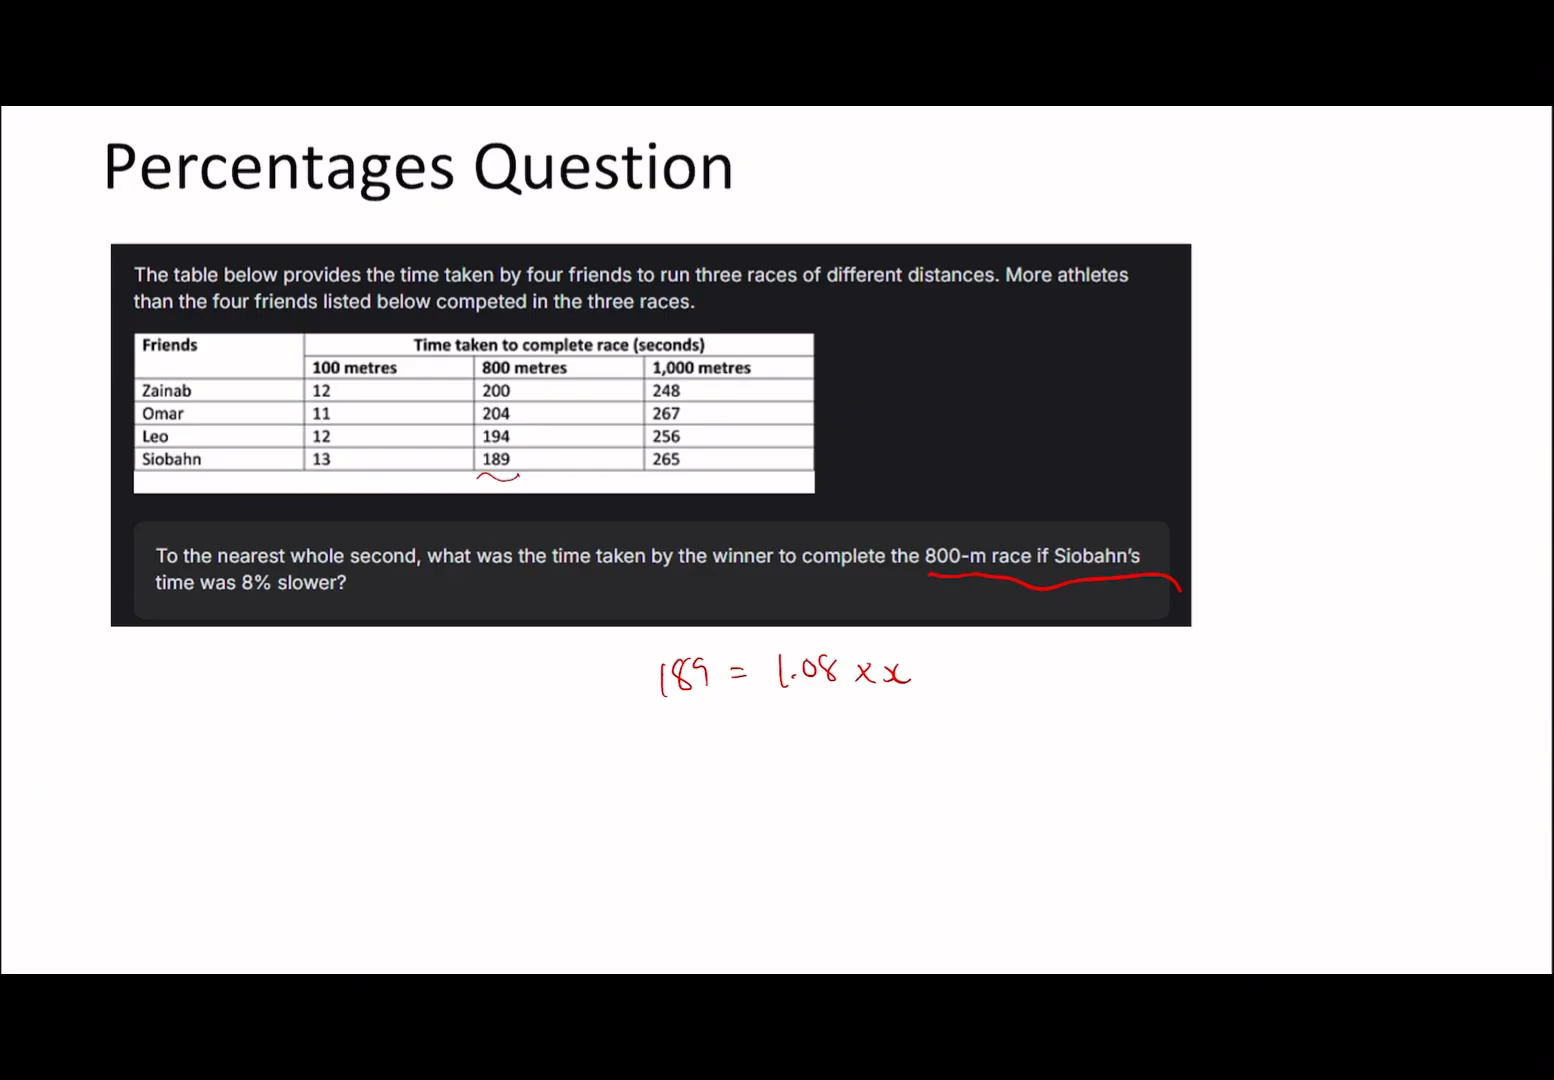 Percentages Question
The table below provides the time taken by four friends to run three races of different distances. More athletes
than the four friends listed below competed in the three races.
Friends Time taken to complete race (seconds)
100 metres 800 metres 1,000 metres
Zainab 12 200 248
Omar 11 204 267
Leo 12 194 256
Siobahn 13 189 265
To the nearest whole second, what was the time taken by the winner to complete the 800-m race if Siobahn's
time was 8% slower?
189 = 1.08 × x